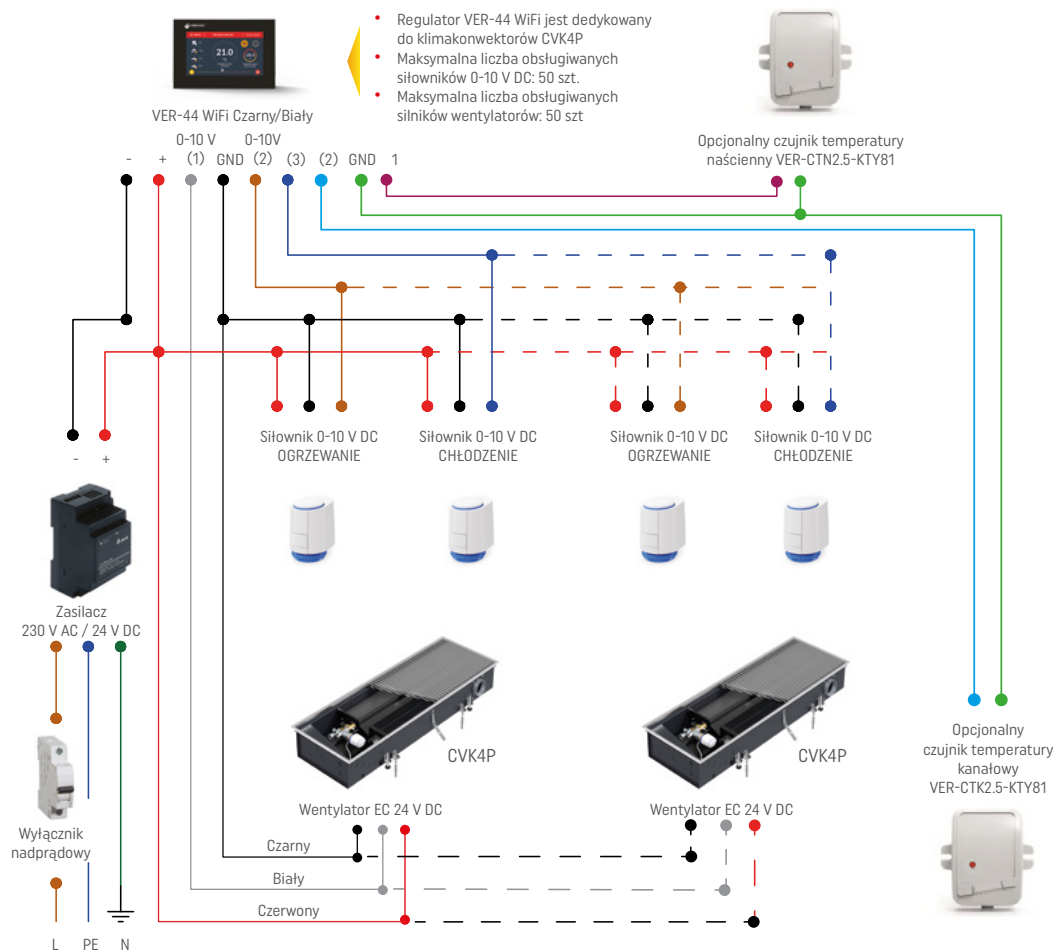 • Regulator VER-44 WiFi jest dedykowany
do klimakonwektorów CVK4P
• Maksymalna liczba obsługiwanych
siłowników 0-10 V DC: 50 szt.
• Maksymalna liczba obsługiwanych
silników wentylatorów: 50 szt
21.0
VER-44 WiFi Czarny/Biały
Opcjonalny czujnik temperatury
naścienny VER-CTN2.5-KTY81
0-10 V 0-10V
- + (1) GND (2) (3) (2) GND 1
Siłownik 0-10 V DC
OGRZEWANIE
Siłownik 0-10 V DC
CHŁODZENIE
Siłownik 0-10 V DC
OGRZEWANIE
Siłownik 0-10 V DC
CHŁODZENIE
- +
Zasilacz
230 V AC / 24 V DC
CVK4P
CVK4P
Opcjonalny
czujnik temperatury
kanałowy
VER-CTK2.5-KTY81
Wentylator EC 24 V DC
Wentylator EC 24 V DC
Wyłącznik
nadprądowy
Czarny
Biały
Czerwony
L PE N